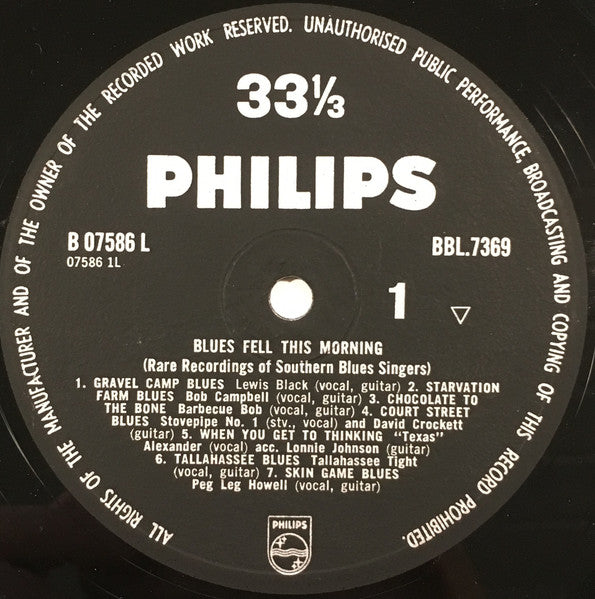 ALL RIGHTS OF THE MANUFACTURER AND OF THE OWNER OF THE RECORDED WORK RESERVED. UNAUTHORISED PUBLIC PERFORMANCE, BROADCASTING AND COPYING OF THIS RECORD PROHIBITED.
33⅓
PHILIPS
B 07586 L
07586 1L
BBL.7369
1
BLUES FELL THIS MORNING
(Rare Recordings of Southern Blues Singers)
1. GRAVEL CAMP BLUES Lewis Black (vocal, guitar) 2. STARVATION
FARM BLUES Bob Campbell (vocal, guitar) 3. CHOCOLATE TO
THE BONE Barbecue Bob (vocal, guitar) 4. COURT STREET
BLUES Stovepipe No. 1 (stv., vocal) and David Crockett
(guitar) 5. WHEN YOU GET TO THINKING "Texas"
Alexander (vocal) acc. Lonnie Johnson (guitar)
6. TALLAHASSEE BLUES Tallahassee Tight
(vocal, guitar) 7. SKIN GAME BLUES
Peg Leg Howell (vocal, guitar)
PHILIPS